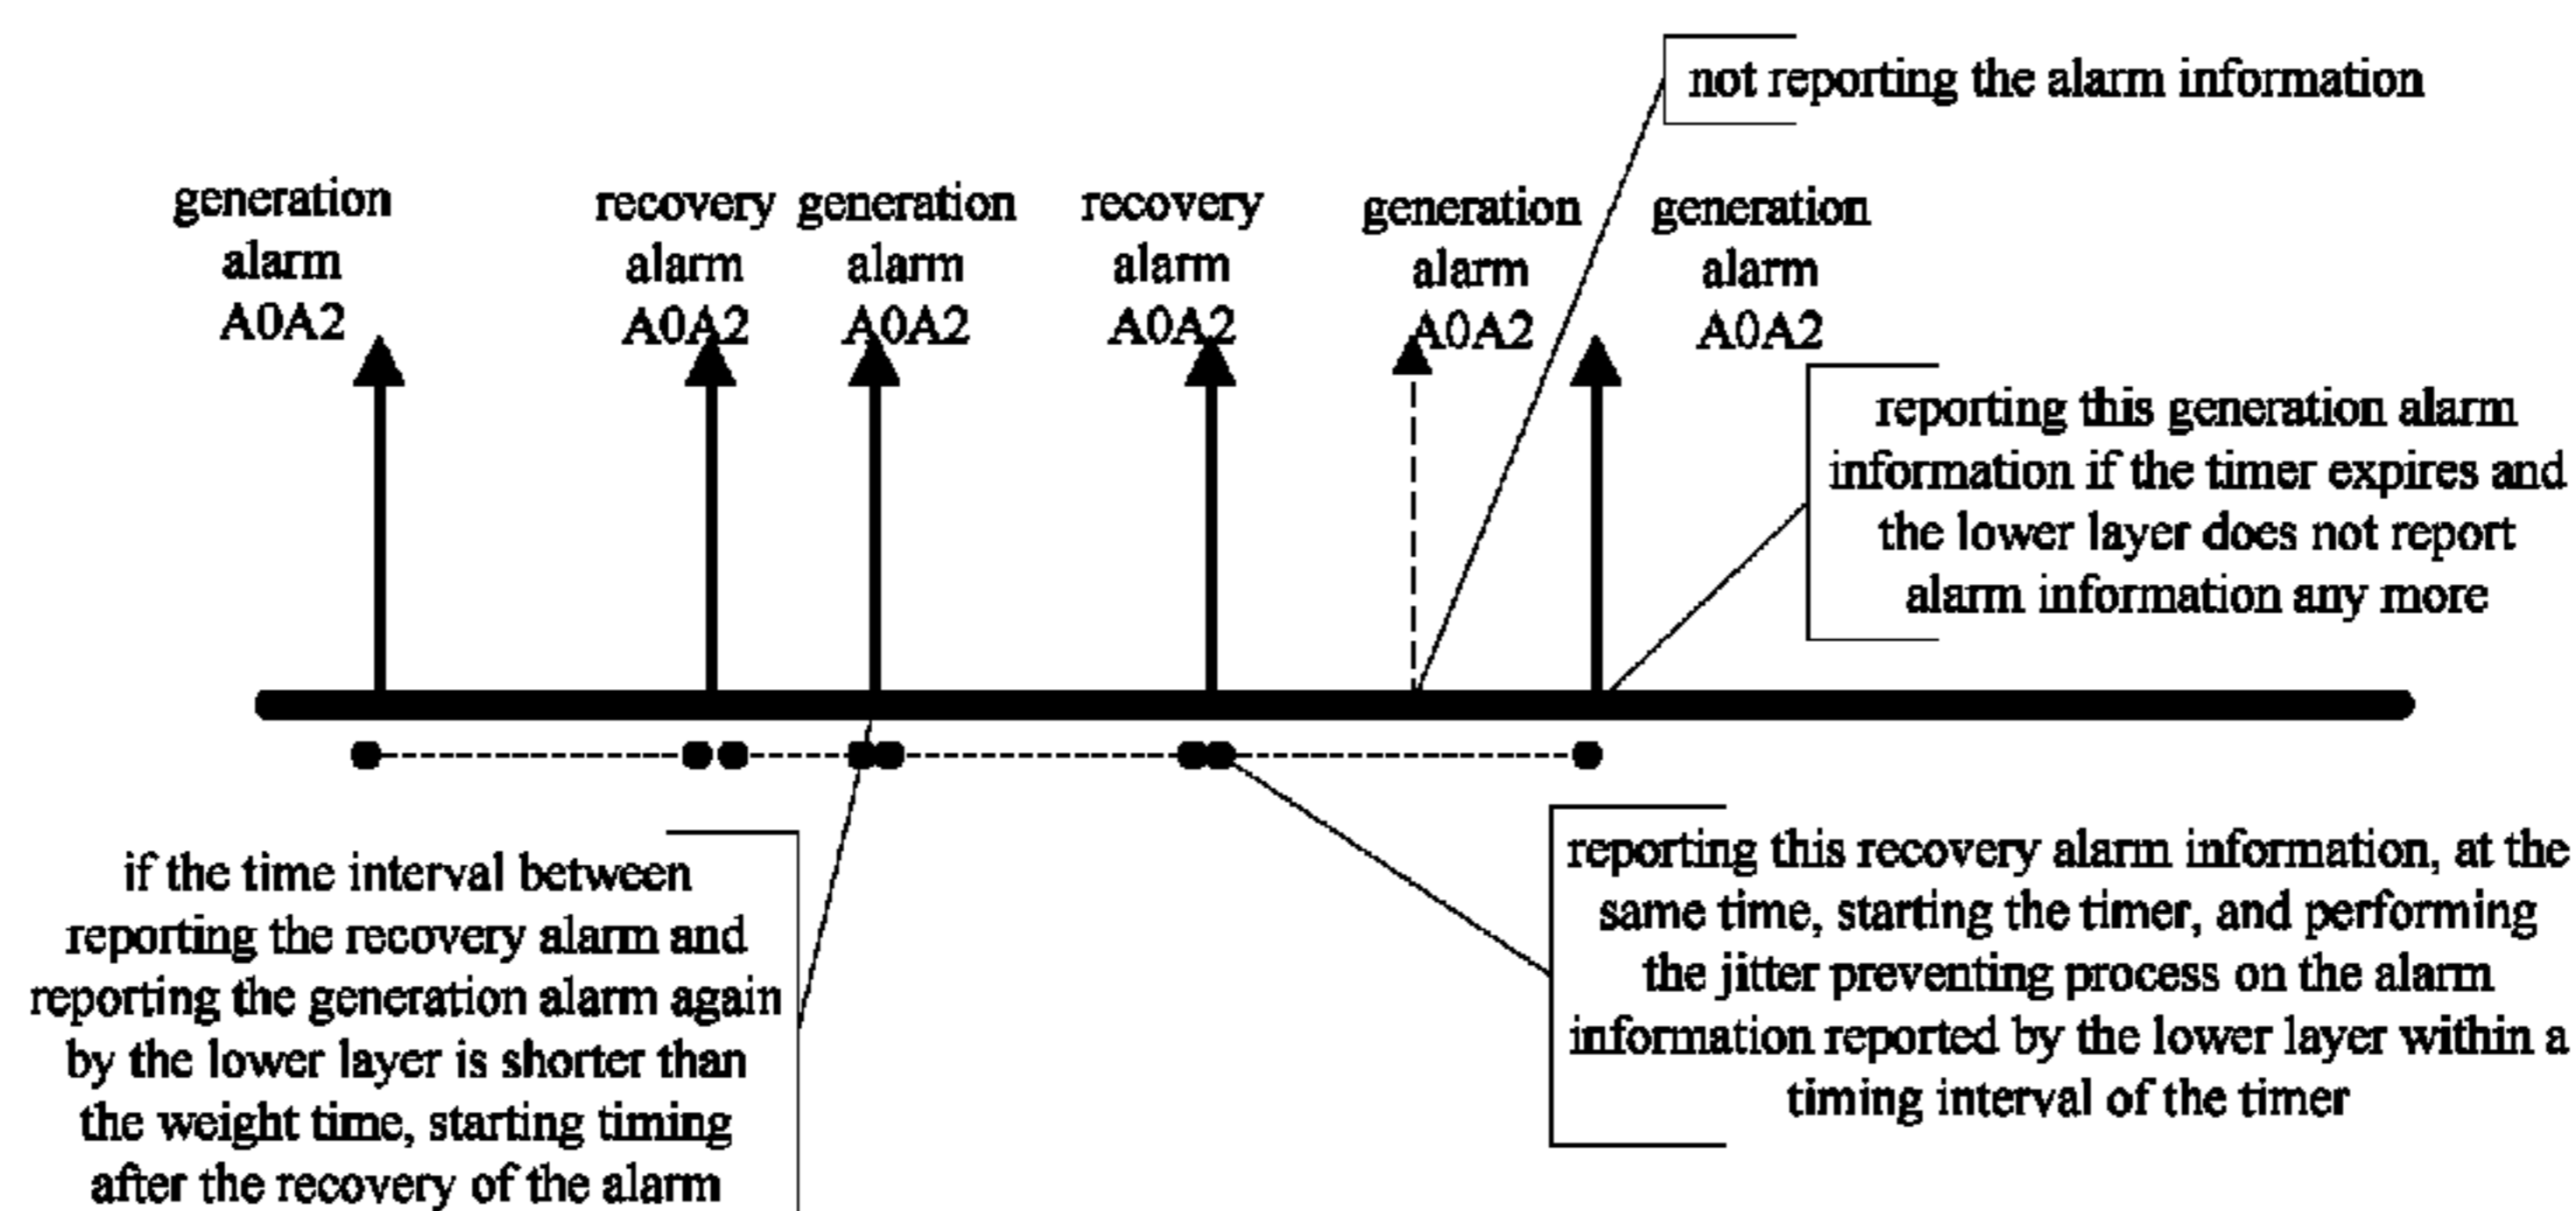 not reporting the alarm information
generation
alarm
A0A2
recovery
alarm
A0A2
generation
alarm
A0A2
recovery
alarm
A0A2
generation
alarm
A0A2
generation
alarm
A0A2
reporting this generation alarm
information if the timer expires and
the lower layer does not report
alarm information any more
if the time interval between
reporting the recovery alarm and
reporting the generation alarm again
by the lower layer is shorter than
the weight time, starting timing
after the recovery of the alarm
reporting this recovery alarm information, at the
same time, starting the timer, and performing
the jitter preventing process on the alarm
information reported by the lower layer within a
timing interval of the timer